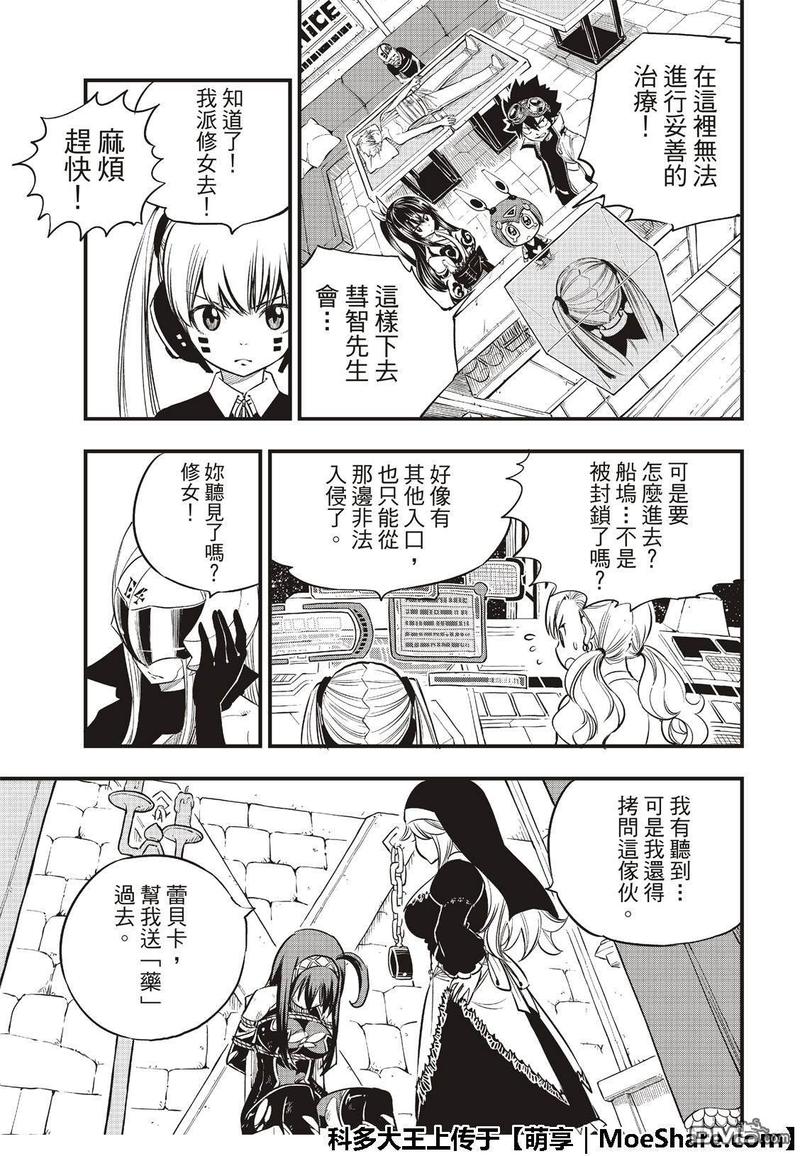 在這裡無法
進行妥善的
治療！
這樣下去
彗智先生
會…
知道了！
我派修女去！
麻煩
趕快！
可是要
怎麼進去？
船塢…不是
被封鎖了嗎？
好像有
其他入口，
也只能從
那邊非法
入侵了。
妳聽見了嗎？
修女！
我有聽到…
可是我還得
拷問這傢伙。
蕾貝卡，
幫我送「藥」
過去。
科多大王上传于【萌享｜MoeShare.com】